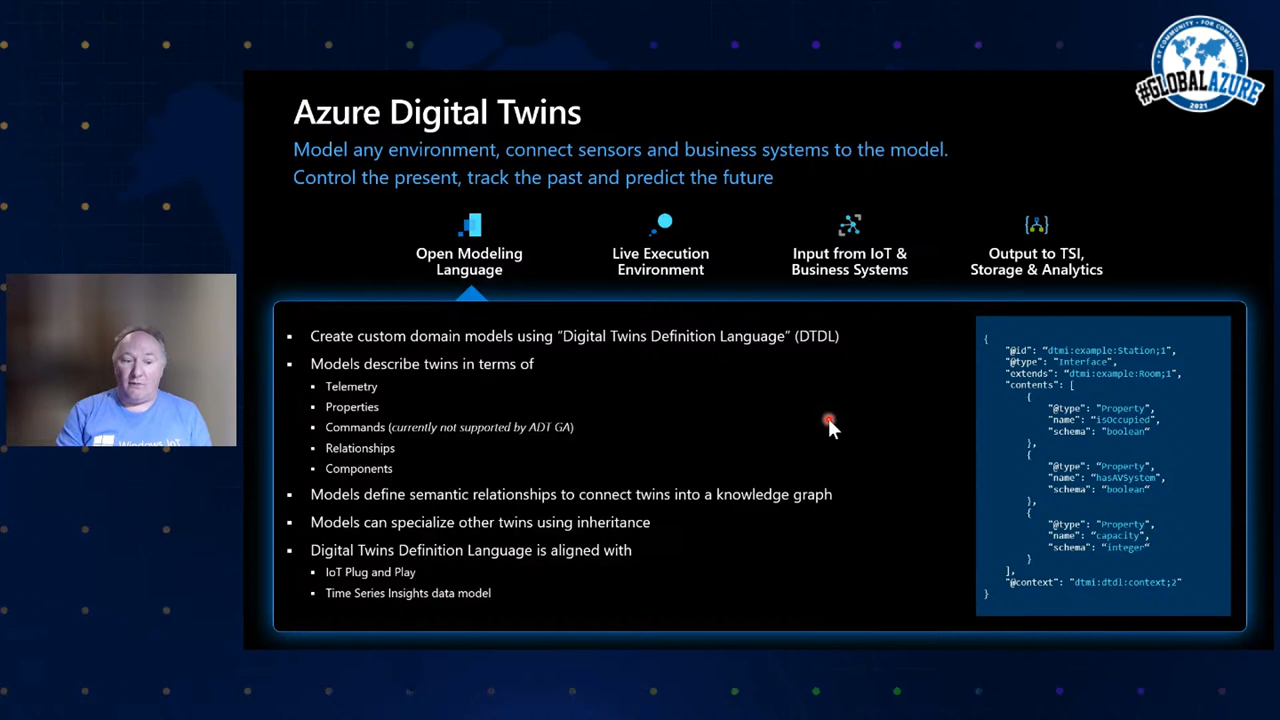 BY COMMUNITY • FOR COMMUNITY
#GLOBALAZURE
2021
Azure Digital Twins
Model any environment, connect sensors and business systems to the model.
Control the present, track the past and predict the future
Open Modeling
Language
Live Execution
Environment
Input from IoT &
Business Systems
Output to TSI,
Storage & Analytics
▪ Create custom domain models using “Digital Twins Definition Language” (DTDL)
▪ Models describe twins in terms of
▪ Telemetry
▪ Properties
▪ Commands (currently not supported by ADT GA)
▪ Relationships
▪ Components
▪ Models define semantic relationships to connect twins into a knowledge graph
▪ Models can specialize other twins using inheritance
▪ Digital Twins Definition Language is aligned with
▪ IoT Plug and Play
▪ Time Series Insights data model
{
"@id": “dtmi:example:Station;1",
"@type": "Interface",
"extends": “dtmi:example:Room;1",
"contents": [
{
"@type": "Property",
"name": “isOccupied",
"schema": "boolean“
},
{
"@type": "Property",
"name": “hasAVSystem",
"schema": “boolean“
},
{
"@type": "Property",
"name": “capacity",
"schema": “integer“
}
],
"@context": "dtmi:dtdl:context;2"
}
Windows IoT